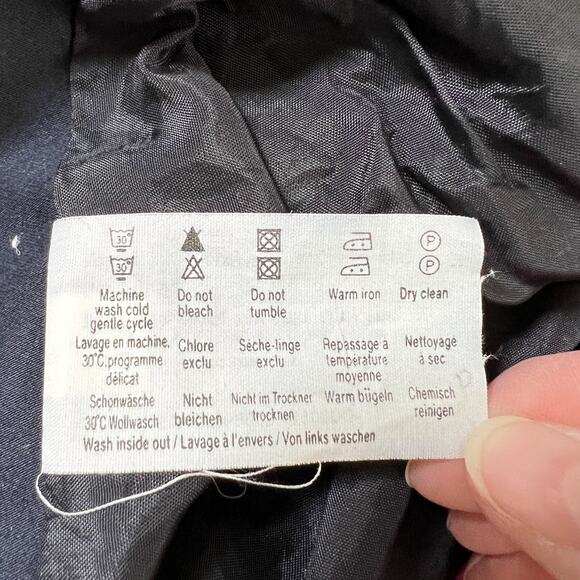 30° P
30° P
Machine wash cold gentle cycle Do not bleach Do not tumble Warm iron Dry clean
Lavage en machine, 30°C, programme délicat Chlore exclu Séche-linge exclu Repassage à température moyenne Nettoyage à sec
Schonwäsche 30°C Wollwasch Nicht bleichen Nicht im Trockner trocknen Warm bügeln Chemisch reinigen
Wash inside out / Lavage à l'envers / Von links waschen